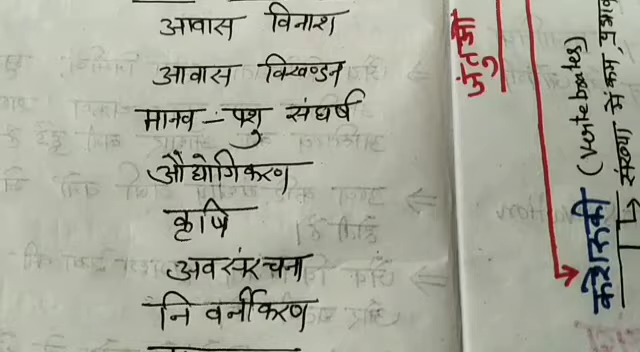 आवास विनाश
आवास विखण्डन
मानव - पशु संघर्ष
औद्योगिकरण
कृषि
अवसंरचना
नि वर्नीकरण
जंतुओ
कशेरूकी (vertebrates)
↳ संख्या में कम,